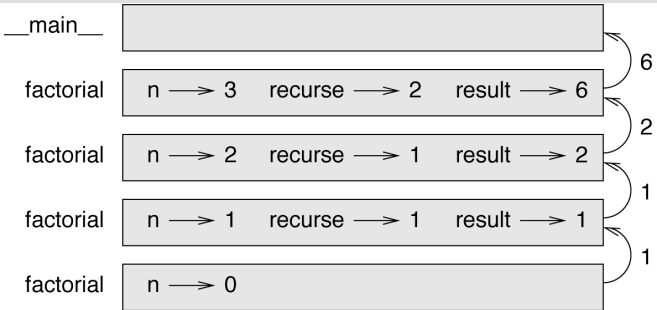 __main__
6
factorial n → 3 recurse → 2 result → 6
2
factorial n → 2 recurse → 1 result → 2
1
factorial n → 1 recurse → 1 result → 1
1
factorial n → 0